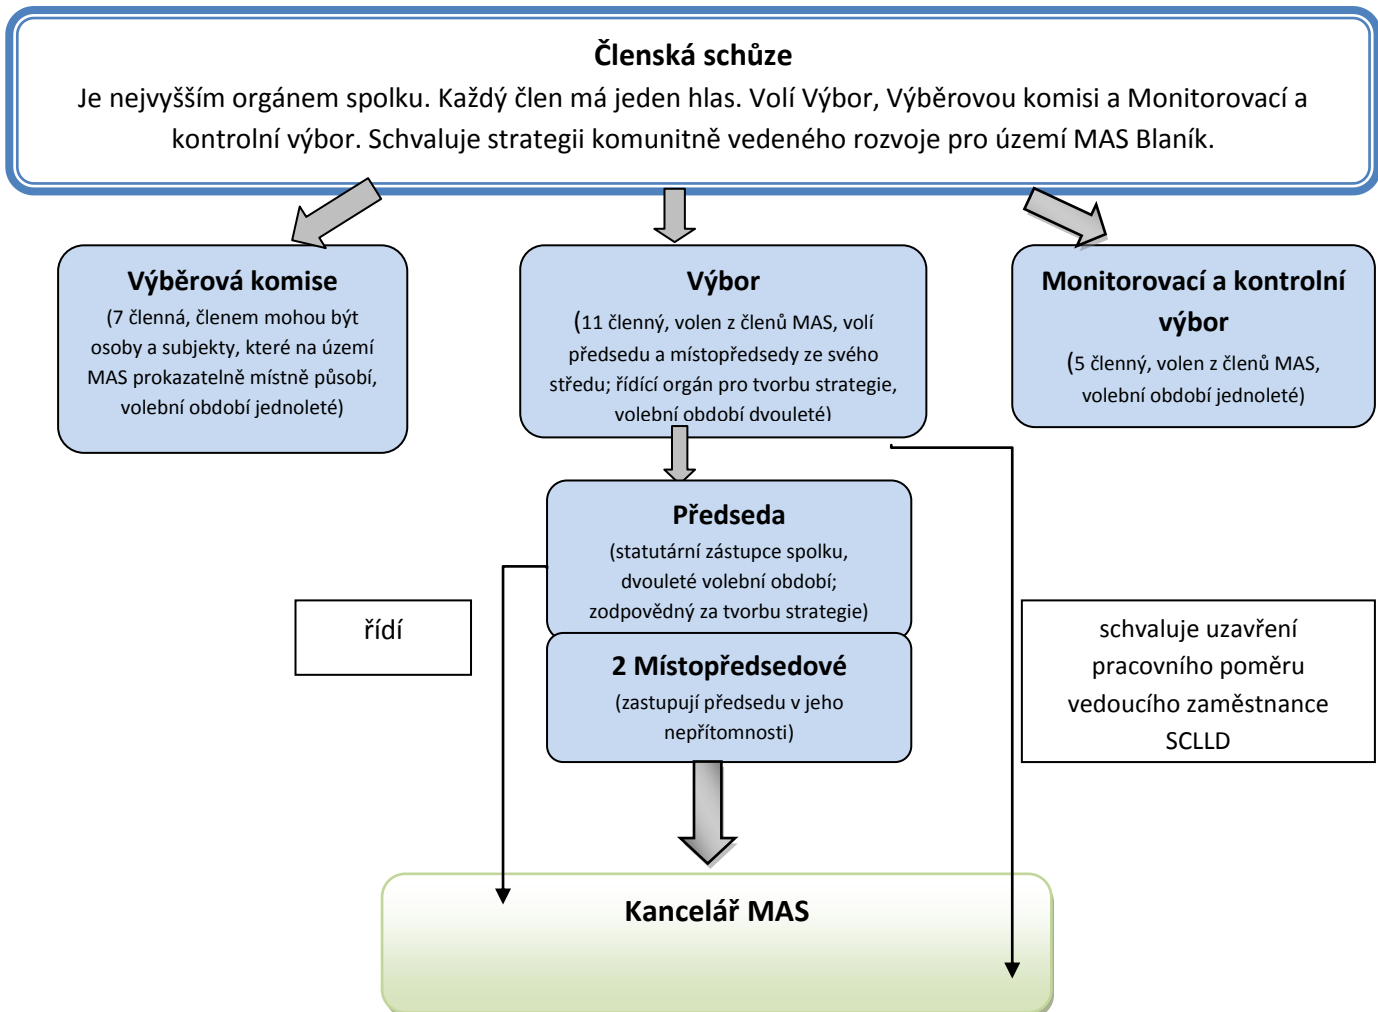 Členská schůze
Je nejvyšším orgánem spolku. Každý člen má jeden hlas. Volí Výbor, Výběrovou komisi a Monitorovací a
kontrolní výbor. Schvaluje strategii komunitně vedeného rozvoje pro území MAS Blaník.
Výběrová komise
(7 členná, členem mohou být
osoby a subjekty, které na území
MAS prokazatelně místně působí,
volební období jednoleté)
Výbor
(11 členný, volen z členů MAS, volí
předsedu a místopředsedy ze svého
středu; řídící orgán pro tvorbu strategie,
volební období dvouleté)
Monitorovací a kontrolní
výbor
(5 členný, volen z členů MAS,
volební období jednoleté)
Předseda
(statutární zástupce spolku,
dvouleté volební období;
zodpovědný za tvorbu strategie)
řídí
2 Místopředsedové
(zastupují předsedu v jeho
nepřítomnosti)
schvaluje uzavření
pracovního poměru
vedoucího zaměstnance
SCLLD
Kancelář MAS